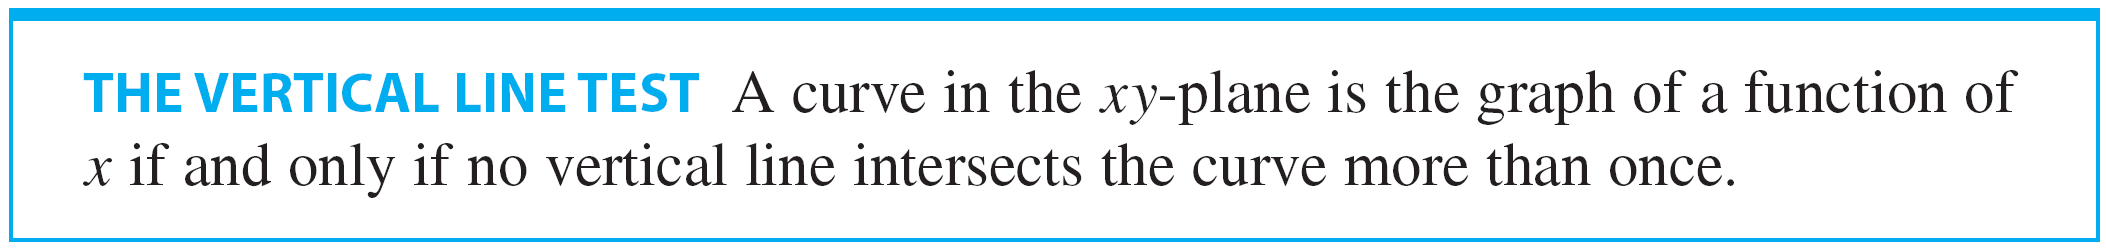 THE VERTICAL LINE TEST A curve in the xy-plane is the graph of a function of
x if and only if no vertical line intersects the curve more than once.